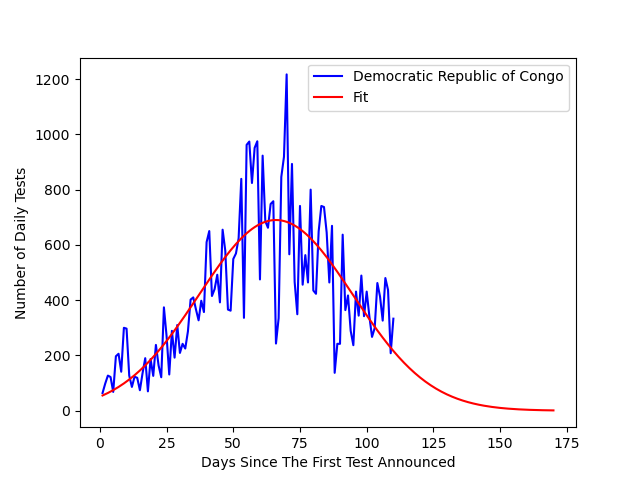 Democratic Republic of Congo
Fit
1200
1000
800
600
400
200
0
Number of Daily Tests
0 25 50 75 100 125 150 175
Days Since The First Test Announced